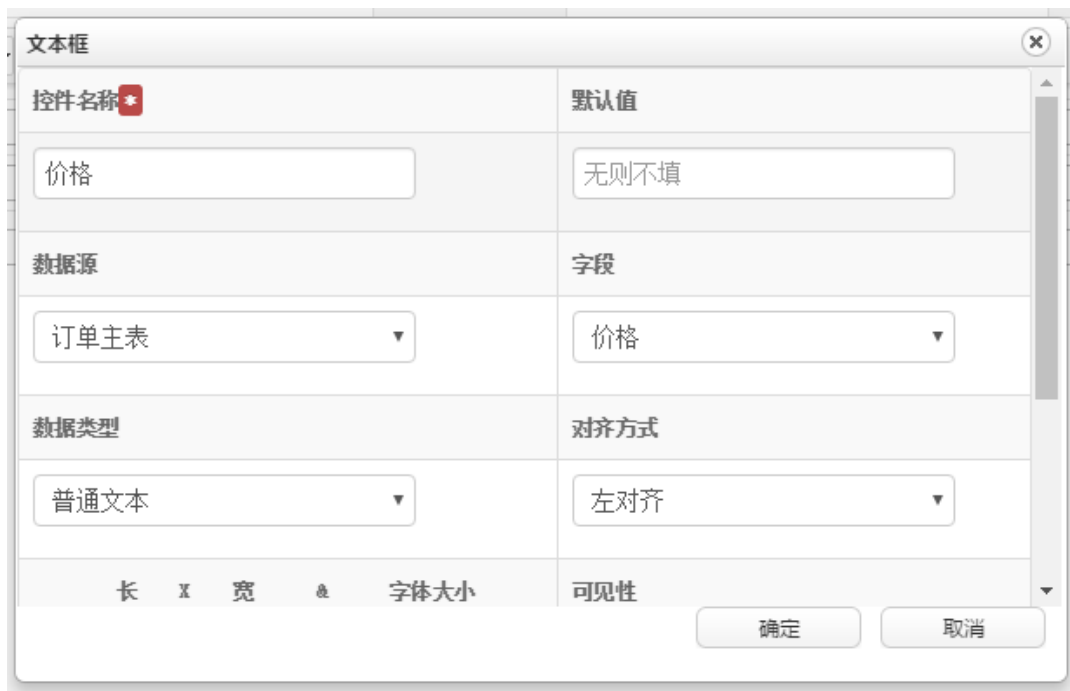 文本框
控件名称* 默认值
价格 无则不填
数据源 字段
订单主表 价格
数据类型 对齐方式
普通文本 左对齐
长 X 宽 & 字体大小 可见性
确定 取消